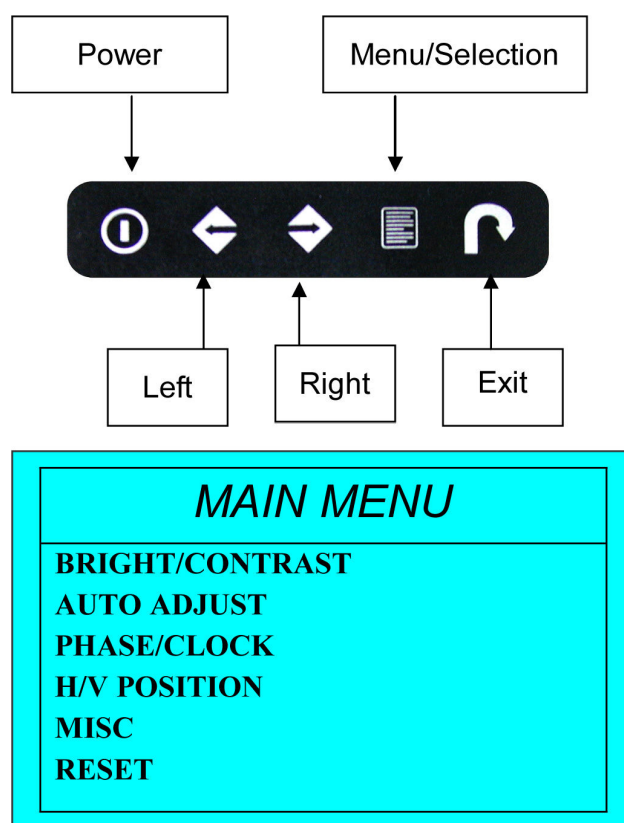 Power
Menu/Selection
Left
Right
Exit
MAIN MENU
BRIGHT/CONTRAST
AUTO ADJUST
PHASE/CLOCK
H/V POSITION
MISC
RESET